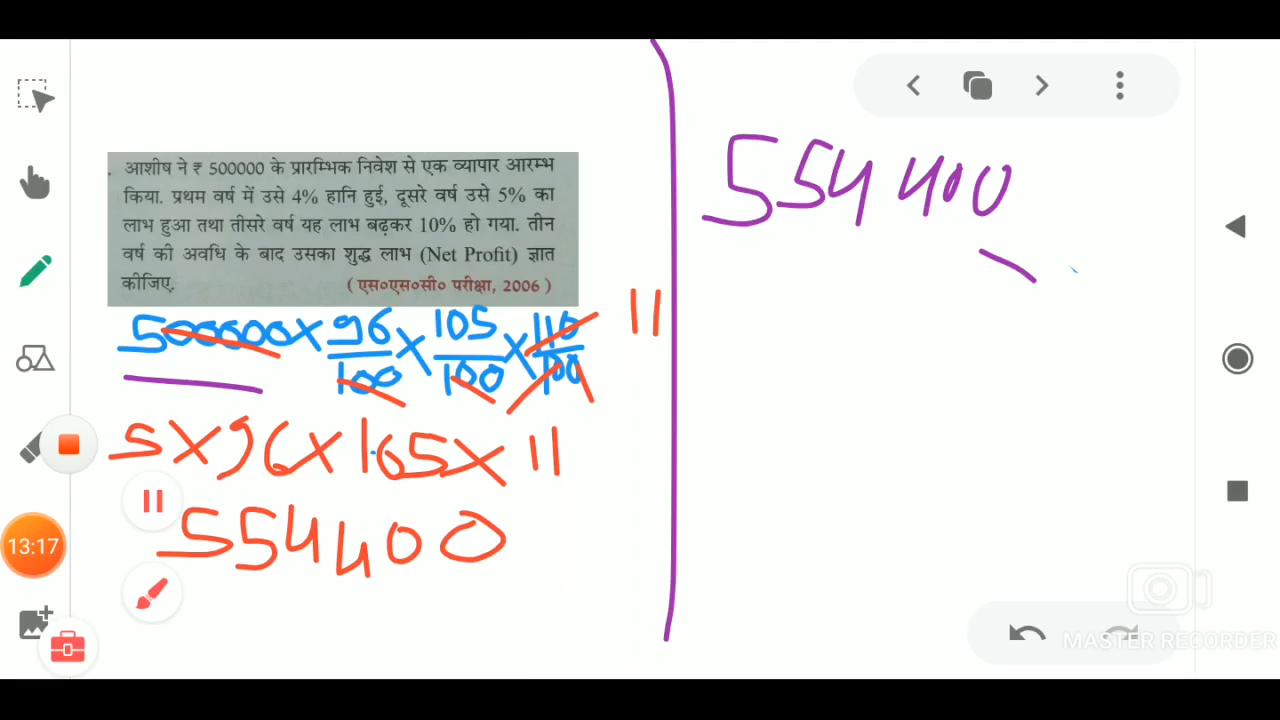 आशीष ने ₹ 500000 के प्रारम्भिक निवेश से एक व्यापार आरम्भ
किया. प्रथम वर्ष में उसे 4% हानि हुई, दूसरे वर्ष उसे 5% का
लाभ हुआ तथा तीसरे वर्ष यह लाभ बढ़कर 10% हो गया. तीन
वर्ष की अवधि के बाद उसका शुद्ध लाभ (Net Profit) ज्ञात
कीजिए. (एस०एस०सी० परीक्षा, 2006)
500000 × 96/100 × 105/100 × 110/100 11
5 × 96 × 105 × 11
554400
554400
13:17
MASTER RECORDER